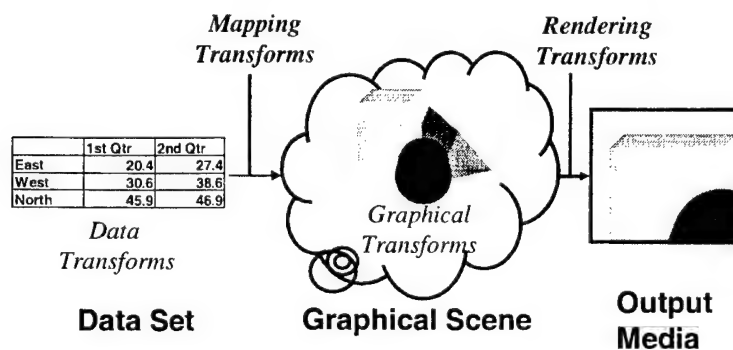 Mapping
Transforms
Rendering
Transforms
1st Qtr 2nd Qtr
East 20.4 27.4
West 30.6 38.6
North 45.9 46.9
Data
Transforms
Graphical
Transforms
Data Set
Graphical Scene
Output
Media